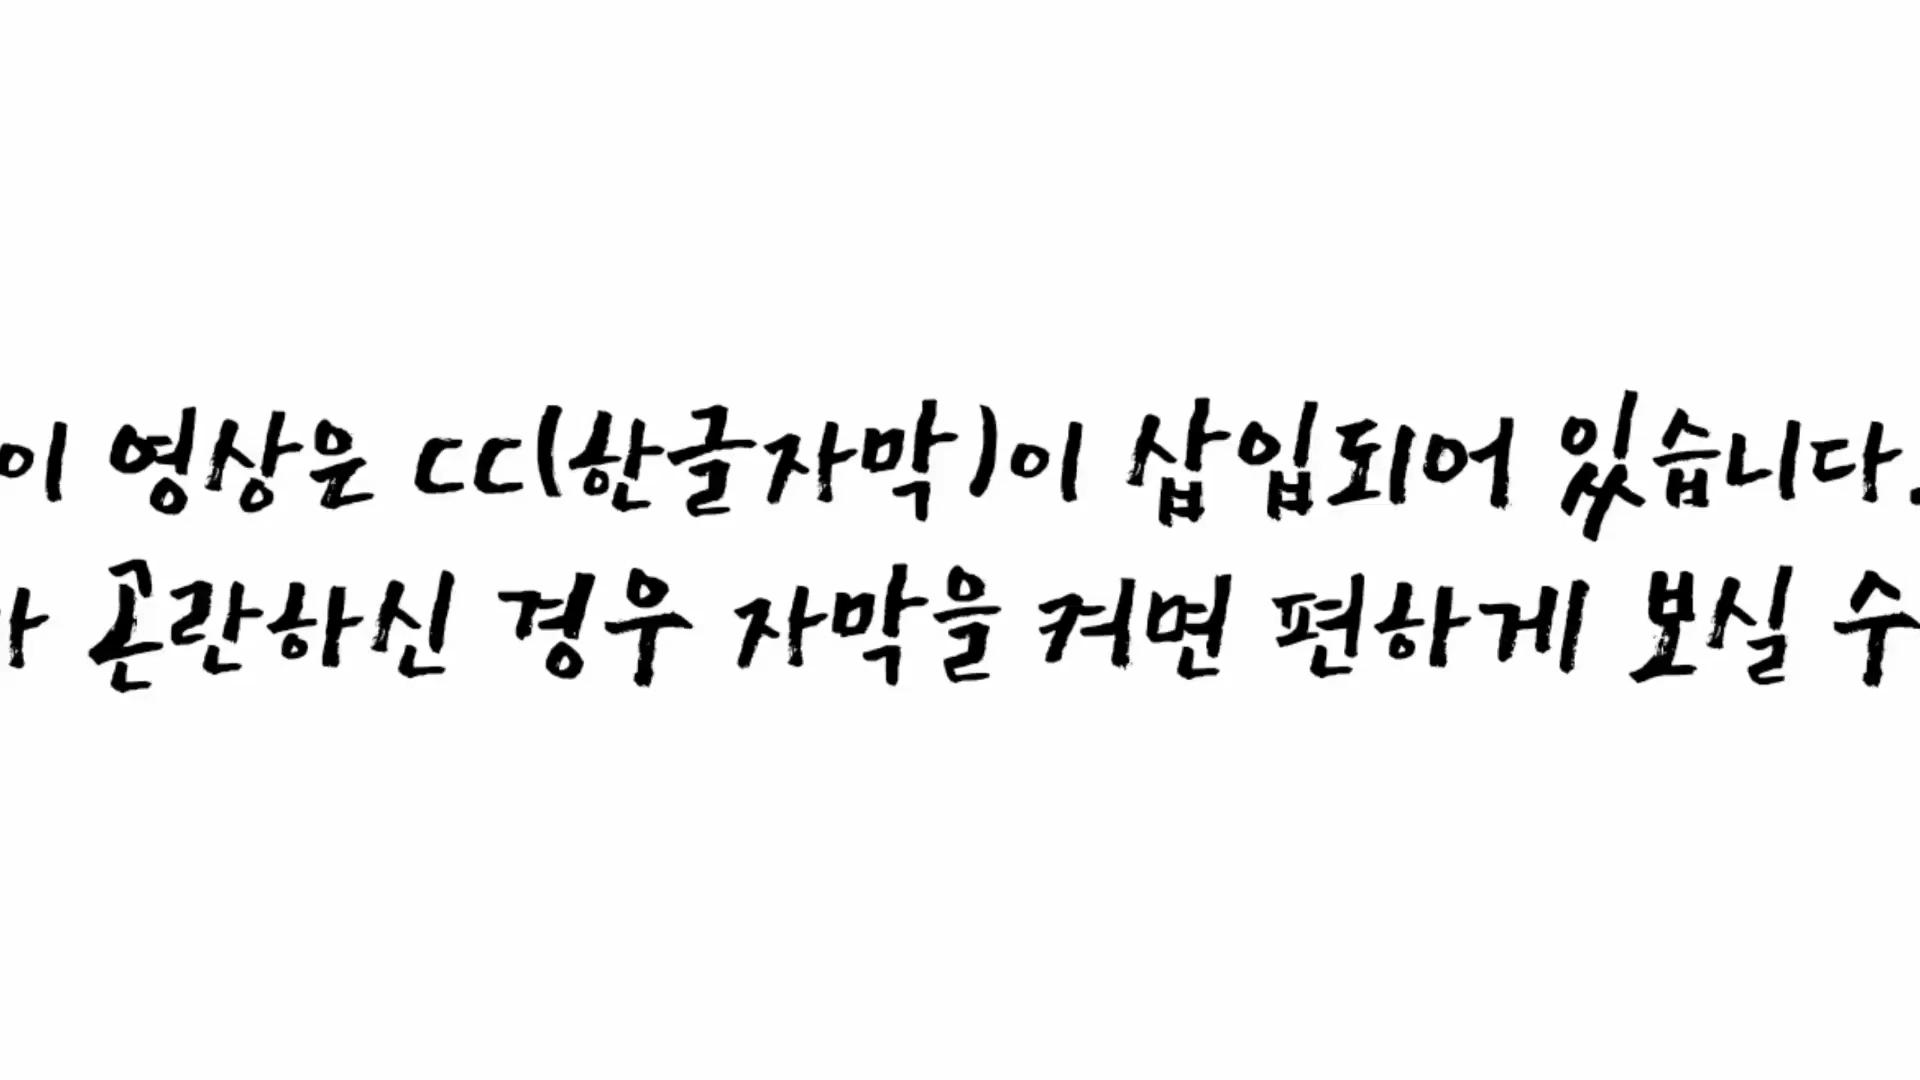 이 영상은 CC(한글자막)이 삽입되어 있습니다.
곤란하신 경우 자막을 켜면 편하게 보실 수